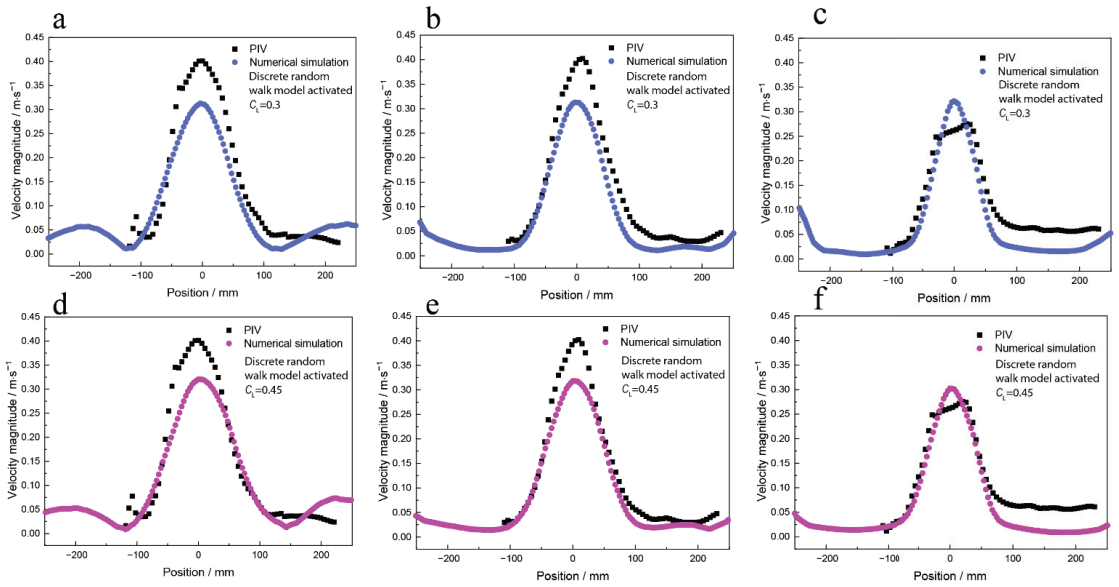 a
0.45
0.40
0.35
0.30
0.25
0.20
0.15
0.10
0.05
0.00
Velocity magnitude / m·s⁻¹
PIV
Numerical simulation
Discrete random
walk model activated
C_L=0.3
−200 −100 0 100 200
Position / mm
b
0.45
0.40
0.35
0.30
0.25
0.20
0.15
0.10
0.05
0.00
Velocity magnitude / m·s⁻¹
PIV
Numerical simulation
Discrete random
walk model activated
C_L=0.3
−200 −100 0 100 200
Position / mm
c
0.45
0.40
0.35
0.30
0.25
0.20
0.15
0.10
0.05
0.00
Velocity magnitude / m·s⁻¹
PIV
Numerical simulation
Discrete random
walk model activated
C_L=0.3
−200 −100 0 100 200
Position / mm
d
0.45
0.40
0.35
0.30
0.25
0.20
0.15
0.10
0.05
0.00
Velocity magnitude / m·s⁻¹
PIV
Numerical simulation
Discrete random
walk model activated
C_L=0.45
−200 −100 0 100 200
Position / mm
e
0.45
0.40
0.35
0.30
0.25
0.20
0.15
0.10
0.05
0.00
Velocity magnitude / m·s⁻¹
PIV
Numerical simulation
Discrete random
walk model activated
C_L=0.45
−200 −100 0 100 200
Position / mm
f
0.45
0.40
0.35
0.30
0.25
0.20
0.15
0.10
0.05
0.00
Velocity magnitude / m·s⁻¹
PIV
Numerical simulation
Discrete random
walk model activated
C_L=0.45
−200 −100 0 100 200
Position / mm